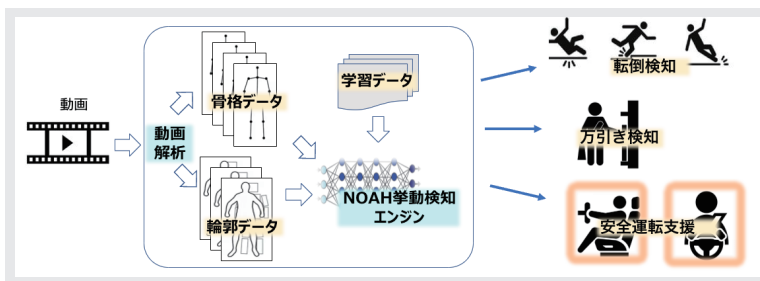 動画
動画
解析
骨格データ
輪郭データ
学習データ
NOAH挙動検知
エンジン
転倒検知
万引き検知
安全運転支援